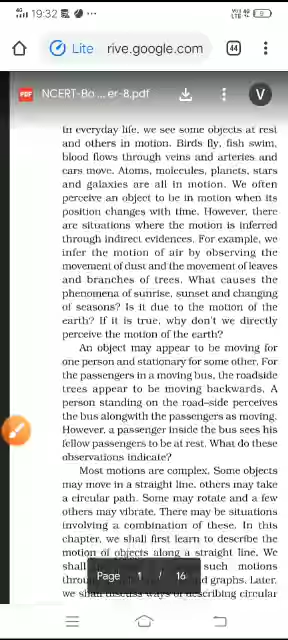 4G 19:32
Lite rive.google.com 44
PDF NCERT-Bo ... er-8.pdf V
In everyday life, we see some objects at rest
and others in motion. Birds fly, fish swim,
blood flows through veins and arteries and
cars move. Atoms, molecules, planets, stars
and galaxies are all in motion. We often
perceive an object to be in motion when its
position changes with time. However, there
are situations where the motion is inferred
through indirect evidences. For example, we
infer the motion of air by observing the
movement of dust and the movement of leaves
and branches of trees. What causes the
phenomena of sunrise, sunset and changing
of seasons? Is it due to the motion of the
earth? If it is true, why don't we directly
perceive the motion of the earth?
An object may appear to be moving for
one person and stationary for some other. For
the passengers in a moving bus, the roadside
trees appear to be moving backwards. A
person standing on the road–side perceives
the bus alongwith the passengers as moving.
However, a passenger inside the bus sees his
fellow passengers to be at rest. What do these
observations indicate?
Most motions are complex. Some objects
may move in a straight line, others may take
a circular path. Some may rotate and a few
others may vibrate. There may be situations
involving a combination of these. In this
chapter, we shall first learn to describe the
motion of objects along a straight line. We
shall such motions
Page / 16
graphs. Later,
we shall discuss ways of describing circular